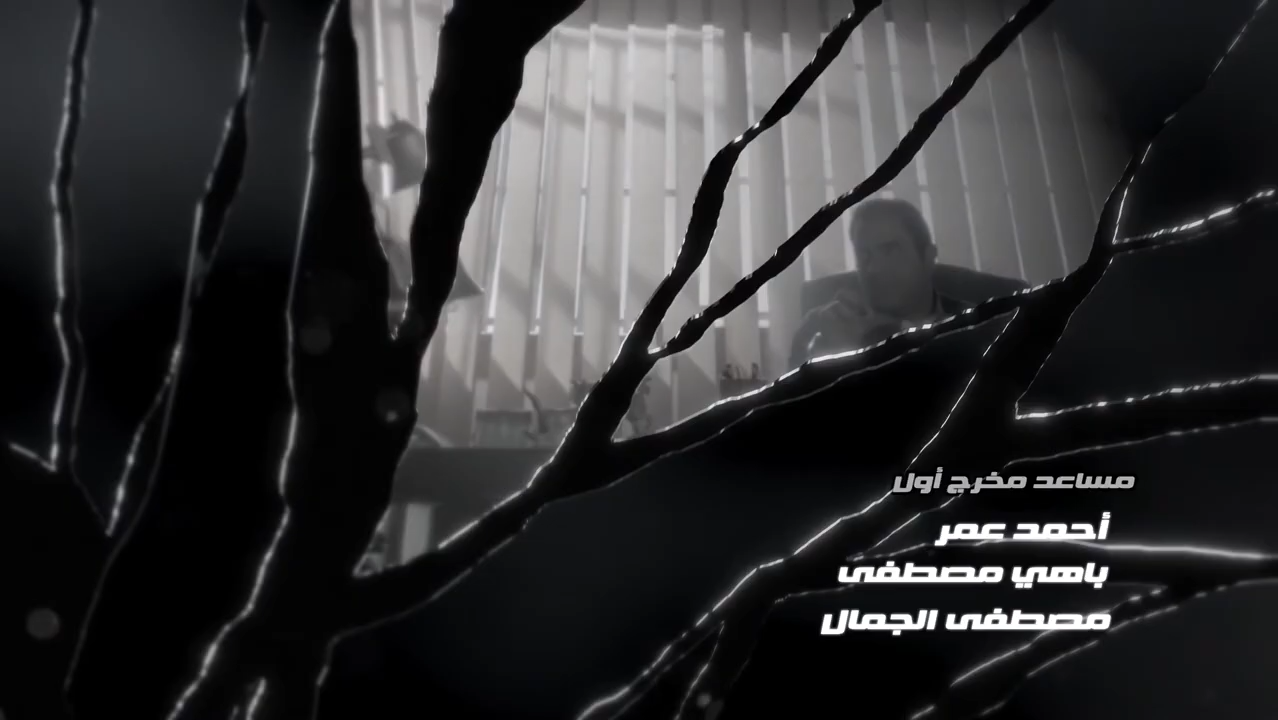 مساعد مخرج أول
أحمد عمر
باهي مصطفى
مصطفى الجمال